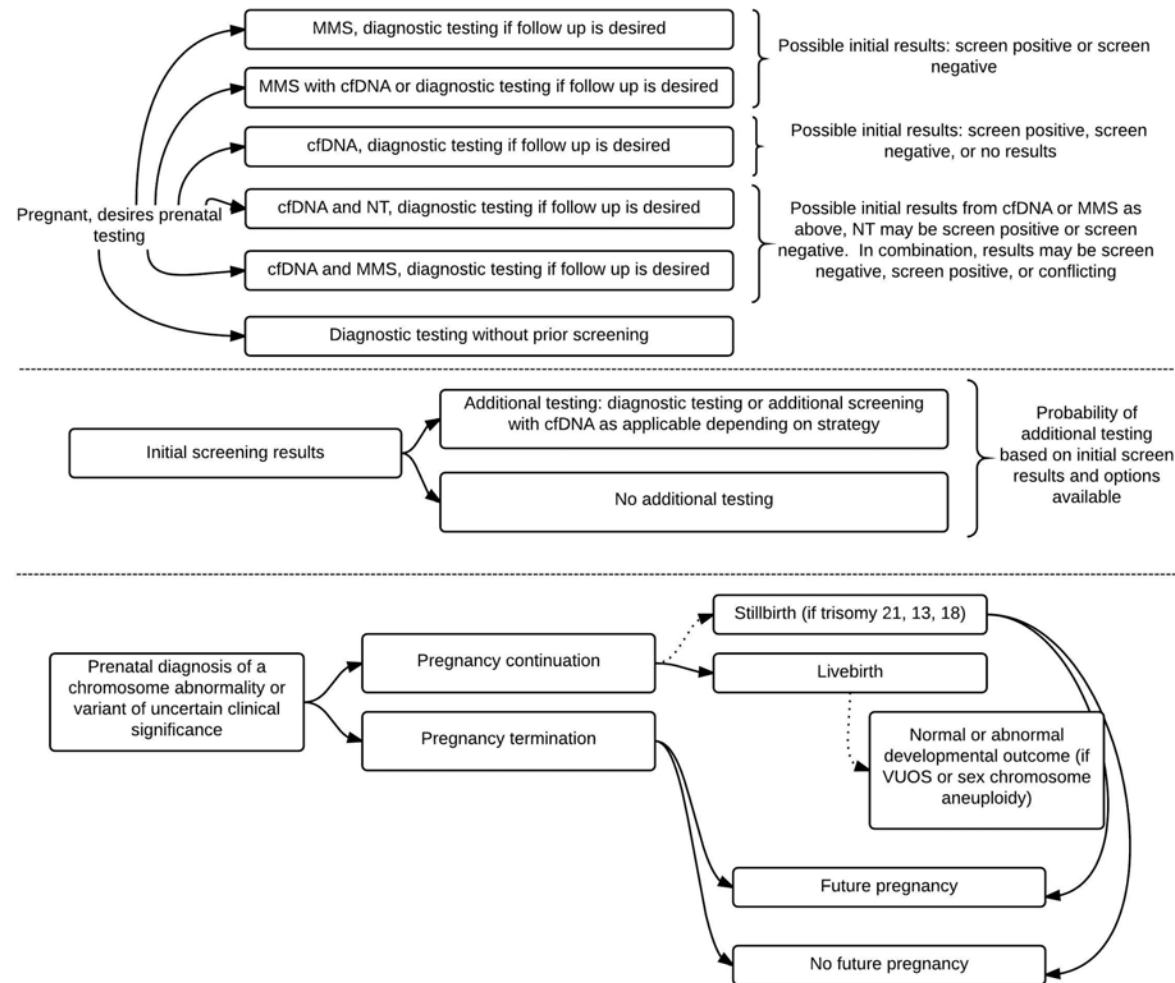 MMS, diagnostic testing if follow up is desired
MMS with cfDNA or diagnostic testing if follow up is desired
Possible initial results: screen positive or screen
negative
cfDNA, diagnostic testing if follow up is desired
Possible initial results: screen positive, screen
negative, or no results
Pregnant, desires prenatal
testing
cfDNA and NT, diagnostic testing if follow up is desired
cfDNA and MMS, diagnostic testing if follow up is desired
Possible initial results from cfDNA or MMS as
above, NT may be screen positive or screen
negative. In combination, results may be screen
negative, screen positive, or conflicting
Diagnostic testing without prior screening
Initial screening results
Additional testing: diagnostic testing or additional screening
with cfDNA as applicable depending on strategy
No additional testing
Probability of
additional testing
based on initial screen
results and options
available
Prenatal diagnosis of a
chromosome abnormality or
variant of uncertain clinical
significance
Pregnancy continuation
Pregnancy termination
Stillbirth (if trisomy 21, 13, 18)
Livebirth
Normal or abnormal
developmental outcome (if
VUOS or sex chromosome
aneuploidy)
Future pregnancy
No future pregnancy